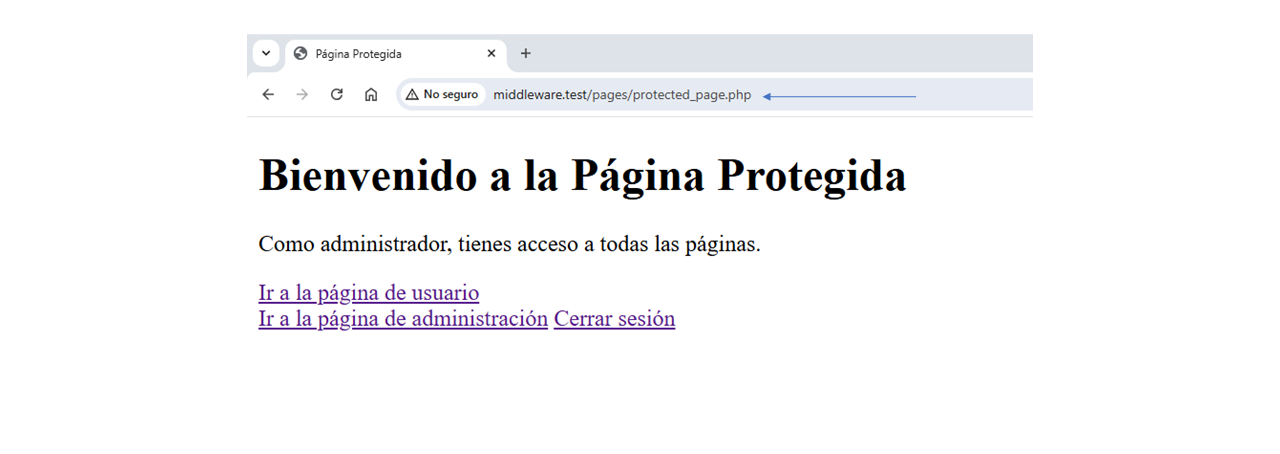 Página Protegida
No seguro middleware.test/pages/protected_page.php
Bienvenido a la Página Protegida
Como administrador, tienes acceso a todas las páginas.
Ir a la página de usuario
Ir a la página de administración Cerrar sesión